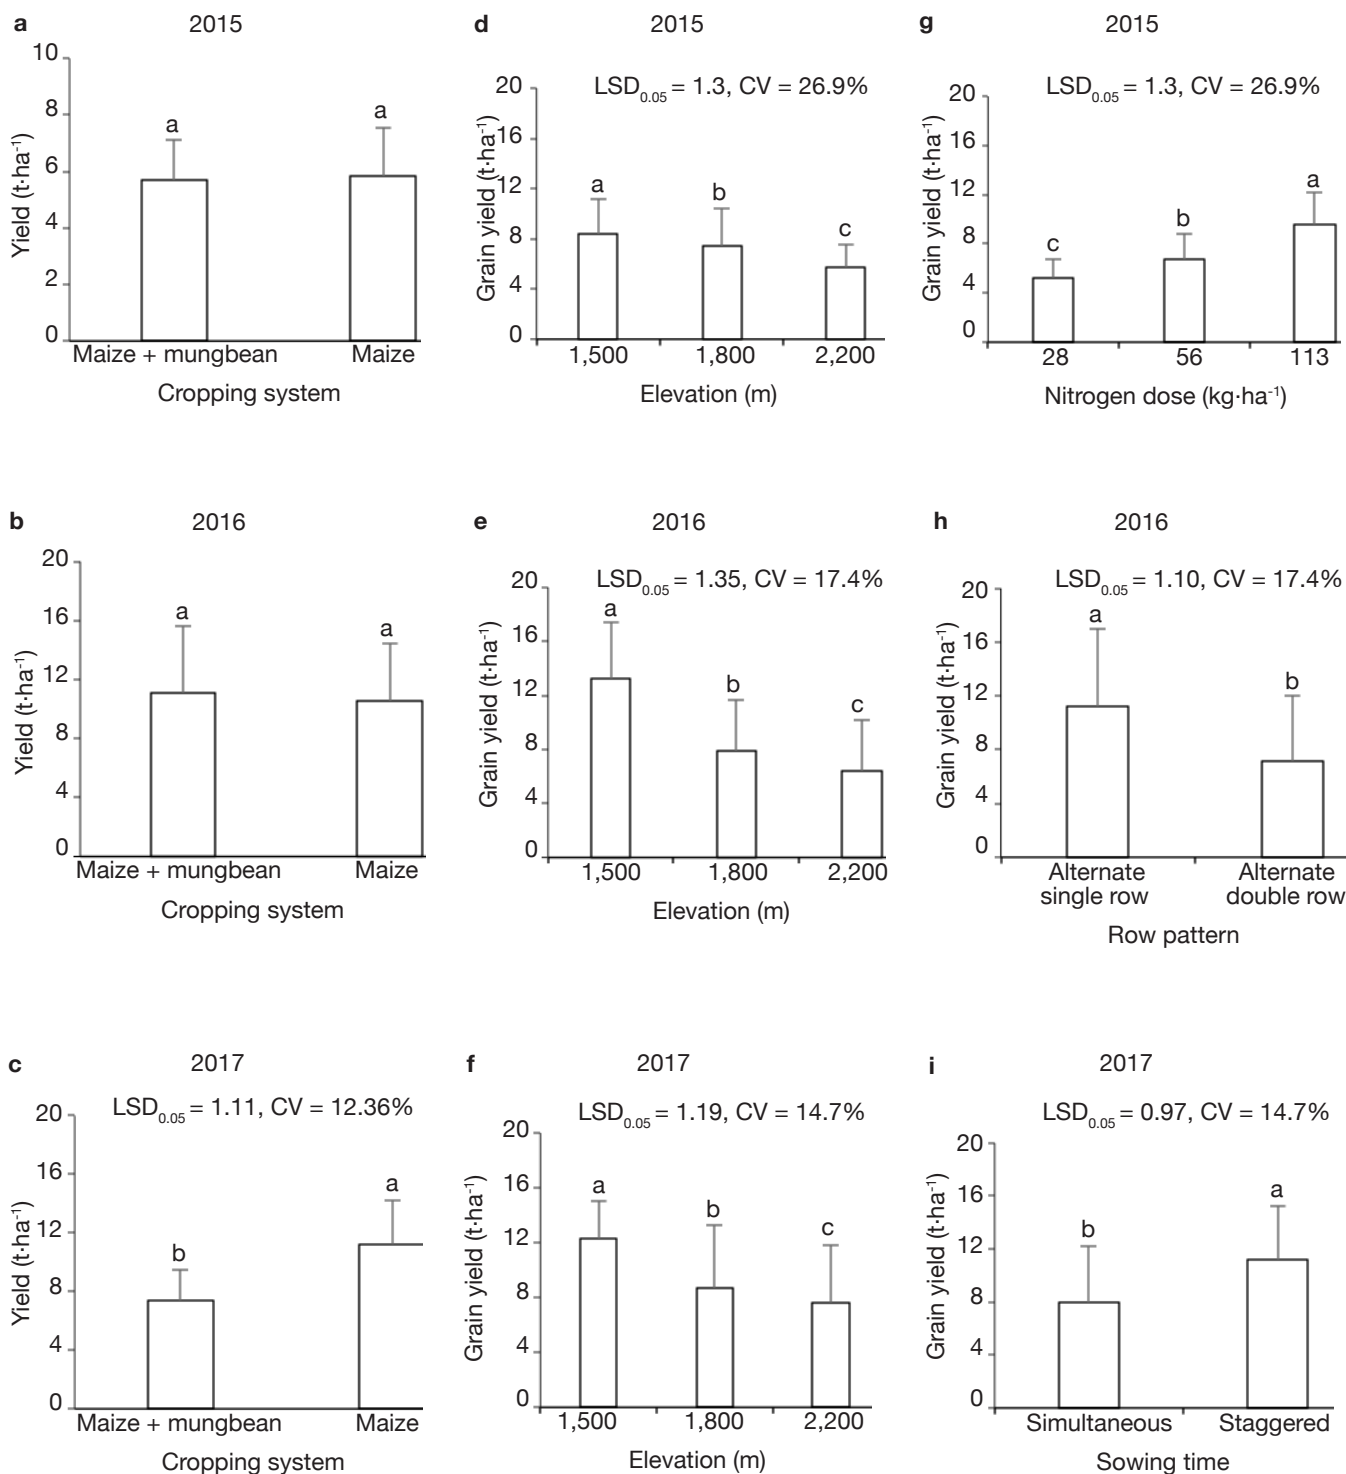 a 2015
10
8
6
4
2
0
Yield (t·ha⁻¹)
a a
Maize + mungbean Maize
Cropping system
d 2015
LSD₀.₀₅ = 1.3, CV = 26.9%
20
16
12
8
4
0
Grain yield (t·ha⁻¹)
a b c
1,500 1,800 2,200
Elevation (m)
g 2015
LSD₀.₀₅ = 1.3, CV = 26.9%
20
16
12
8
4
0
Grain yield (t·ha⁻¹)
c b a
28 56 113
Nitrogen dose (kg·ha⁻¹)
b 2016
20
16
12
8
4
0
Yield (t·ha⁻¹)
a a
Maize + mungbean Maize
Cropping system
e 2016
LSD₀.₀₅ = 1.35, CV = 17.4%
20
16
12
8
4
0
Grain yield (t·ha⁻¹)
a b c
1,500 1,800 2,200
Elevation (m)
h 2016
LSD₀.₀₅ = 1.10, CV = 17.4%
20
16
12
8
4
0
Grain yield (t·ha⁻¹)
a b
Alternate Alternate
single row double row
Row pattern
c 2017
LSD₀.₀₅ = 1.11, CV = 12.36%
20
16
12
8
4
0
Yield (t·ha⁻¹)
b a
Maize + mungbean Maize
Cropping system
f 2017
LSD₀.₀₅ = 1.19, CV = 14.7%
20
16
12
8
4
0
Grain yield (t·ha⁻¹)
a b c
1,500 1,800 2,200
Elevation (m)
i 2017
LSD₀.₀₅ = 0.97, CV = 14.7%
20
16
12
8
4
0
Grain yield (t·ha⁻¹)
b a
Simultaneous Staggered
Sowing time